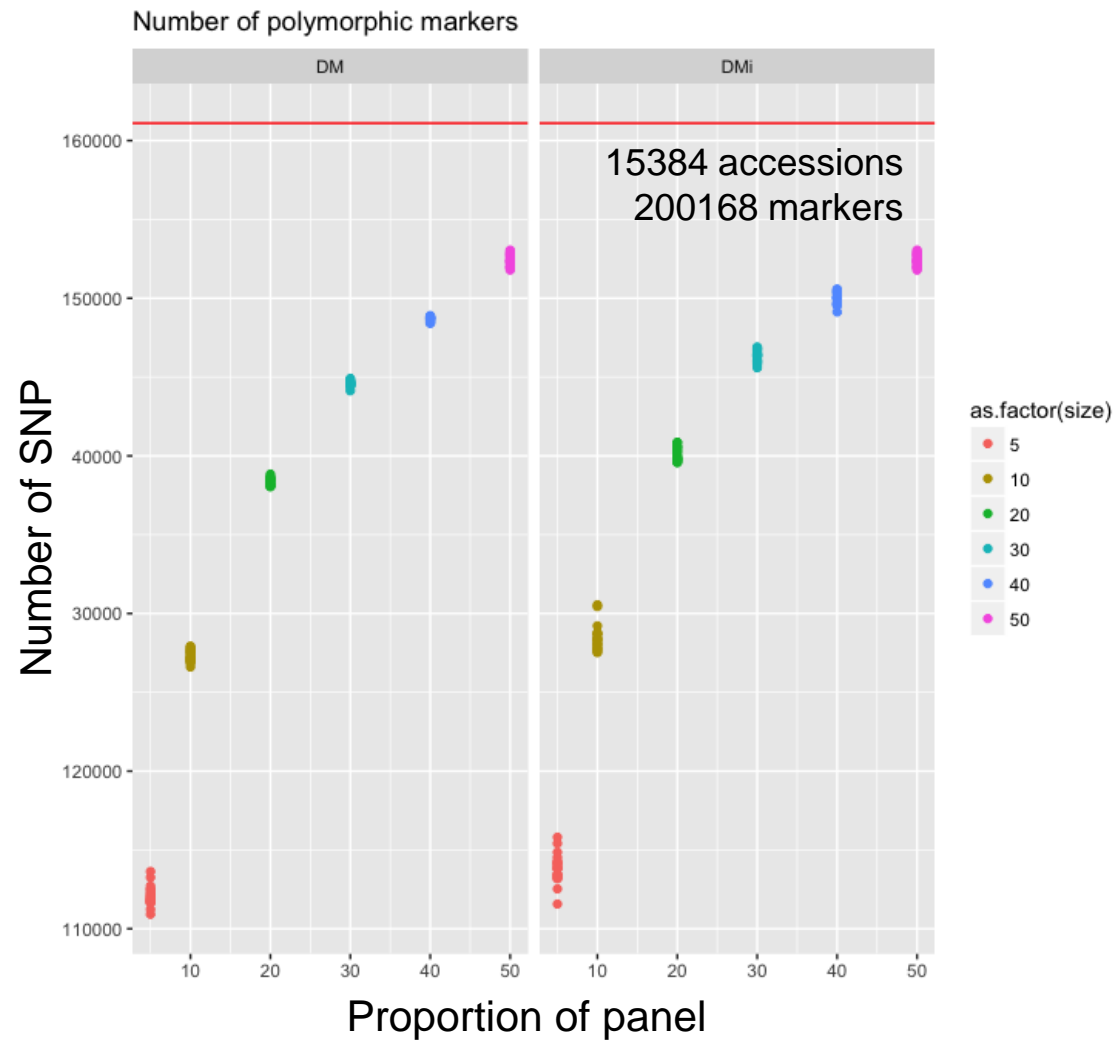 Number of polymorphic markers
DM
DMi
15384 accessions
200168 markers
160000
150000
40000
30000
120000
110000
Number of SNP
10 20 30 40 50
10 20 30 40 50
Proportion of panel
as.factor(size)
5
10
20
30
40
50